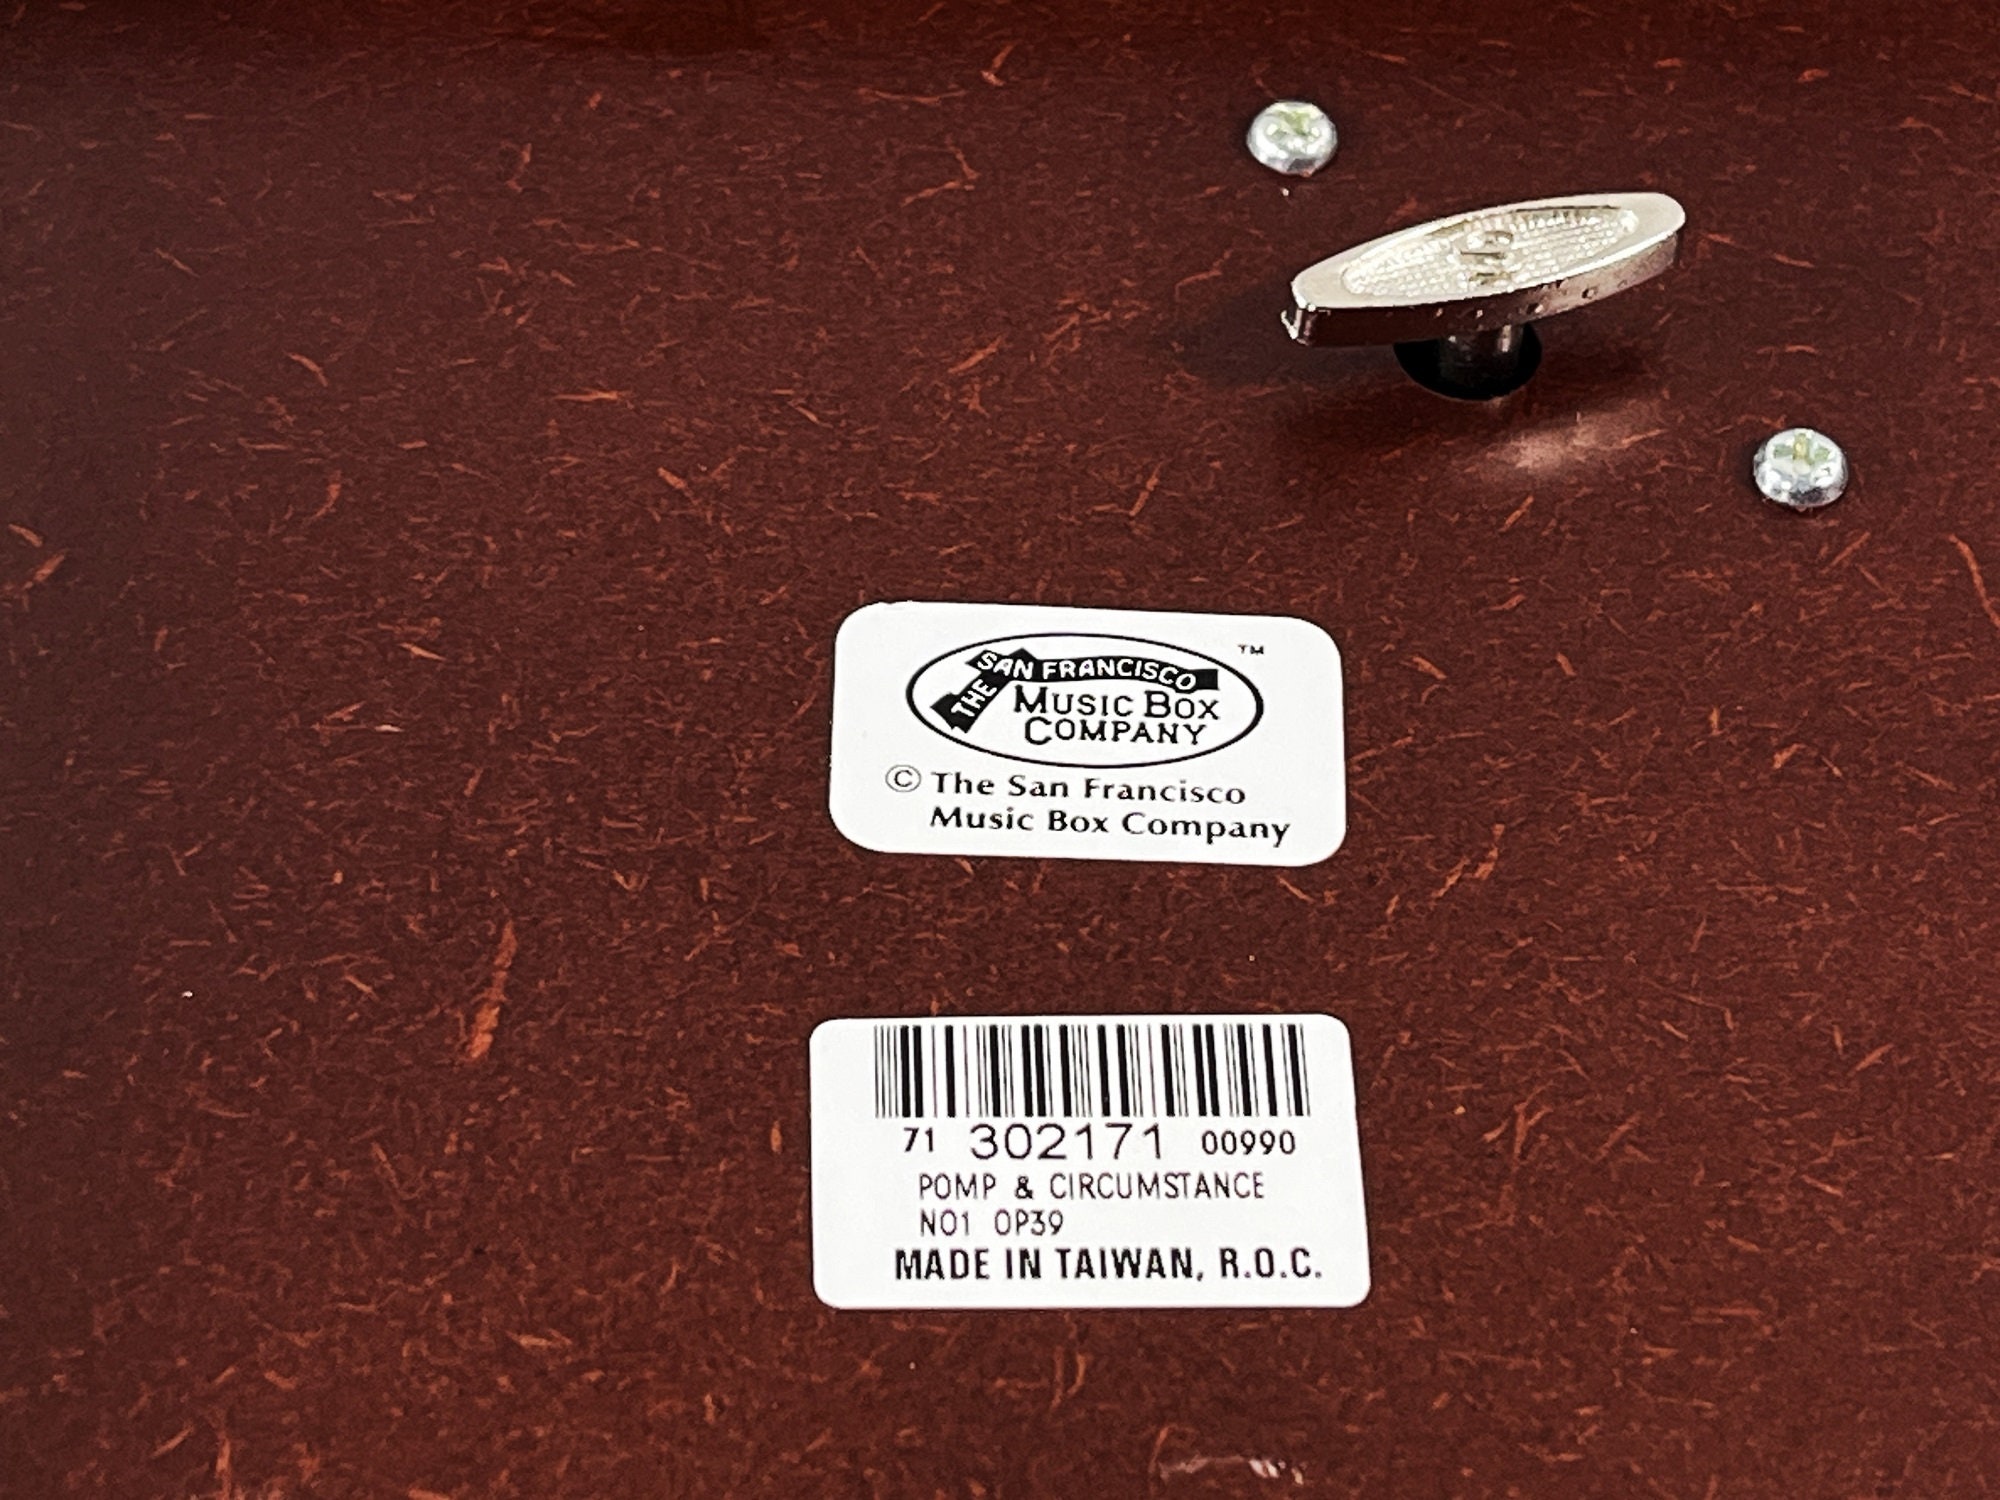 THE SAN FRANCISCO
MUSIC BOX
COMPANY
TM
© The San Francisco
Music Box Company
71 302171 00990
POMP & CIRCUMSTANCE
NO1 OP39
MADE IN TAIWAN, R.O.C.